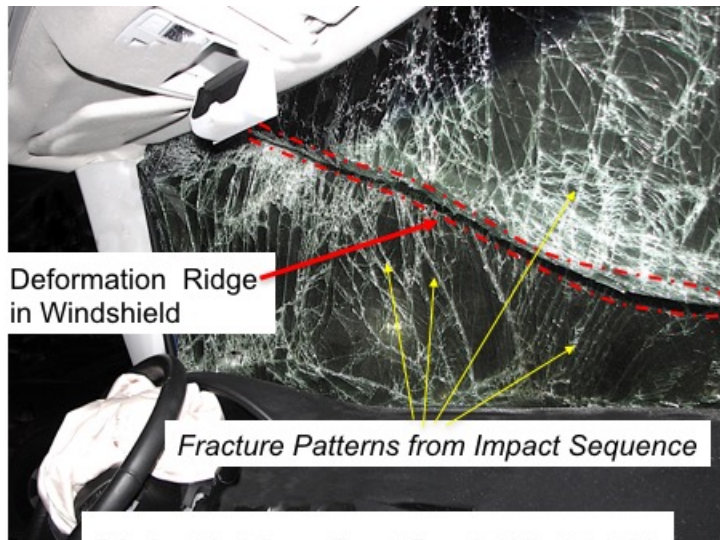 Deformation Ridge
in Windshield
Fracture Patterns from Impact Sequence